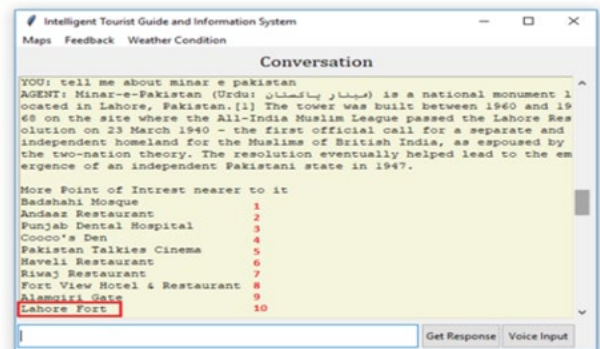 Intelligent Tourist Guide and Information System
Maps Feedback Weather Condition
Conversation
YOU: tell me about minar e pakistan
AGENT: Minar-e-Pakistan (Urdu: مینار پاکستان) is a national monument l
ocated in Lahore, Pakistan.[1] The tower was built between 1960 and 19
68 on the site where the All-India Muslim League passed the Lahore Res
olution on 23 March 1940 - the first official call for a separate and
independent homeland for the Muslims of British India, as espoused by
the two-nation theory. The resolution eventually helped lead to the em
ergence of an independent Pakistani state in 1947.
More Point of Intrest nearer to it
Badshahi Mosque 1
Andaaz Restaurant 2
Punjab Dental Hospital 3
Cooco's Den 4
Pakistan Talkies Cinema 5
Haveli Restaurant 6
Riwaj Restaurant 7
Fort View Hotel & Restaurant 8
Alamgiri Gate 9
Lahore Fort 10
Get Response Voice Input